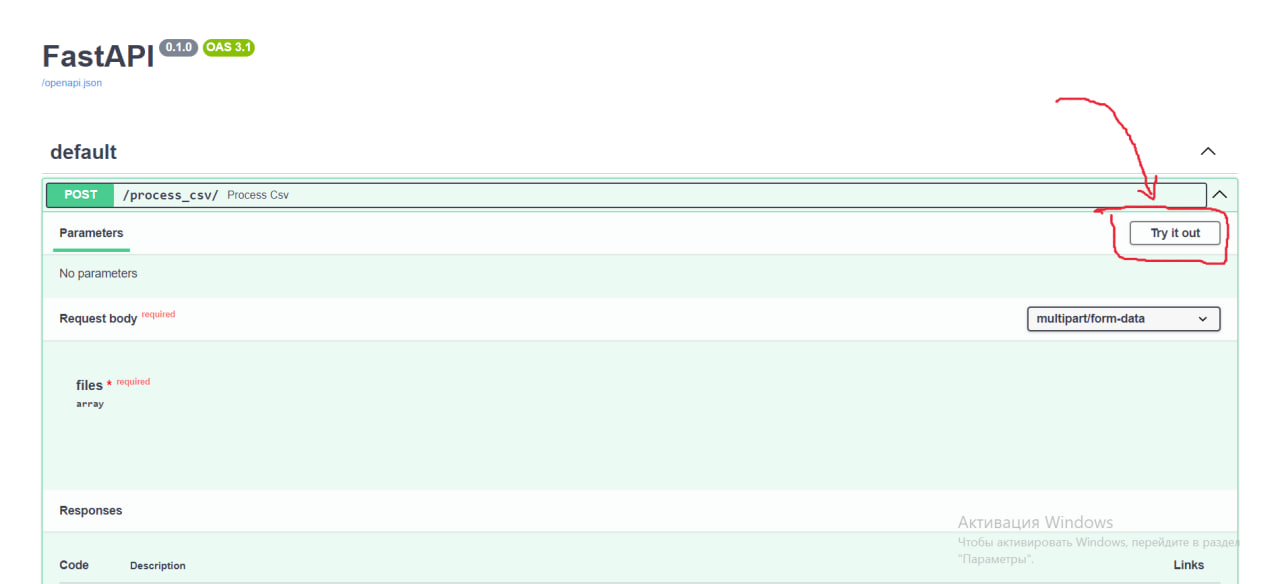 FastAPI 0.1.0 OAS 3.1
/openapi.json
default
POST /process_csv/ Process Csv
Parameters
Try it out
No parameters
Request body required
multipart/form-data
files * required
array
Responses
Активация Windows
Чтобы активировать Windows, перейдите в раздел
"Параметры".
Code Description Links